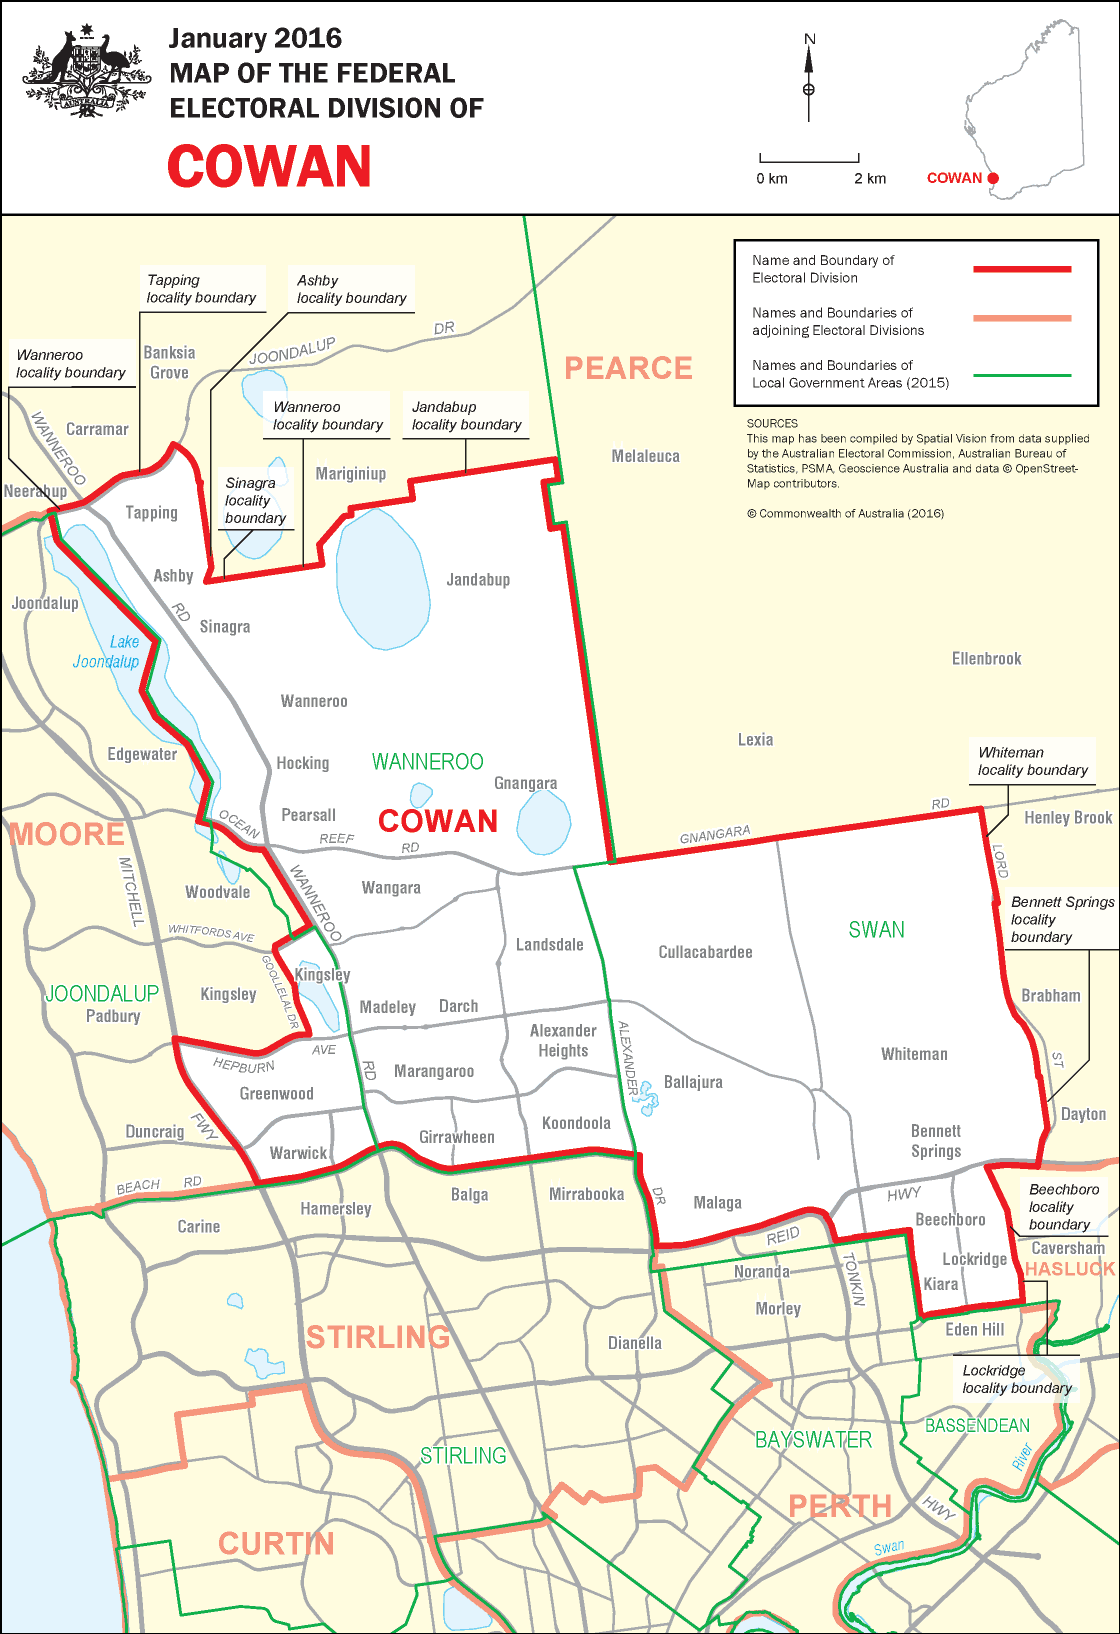 January 2016
MAP OF THE FEDERAL
ELECTORAL DIVISION OF
COWAN
AUSTRALIA
N
0 km
2 km
COWAN
Name and Boundary of
Electoral Division
Names and Boundaries of
adjoining Electoral Divisions
Names and Boundaries of
Local Government Areas (2015)
SOURCES
This map has been compiled by Spatial Vision from data supplied
by the Australian Electoral Commission, Australian Bureau of
Statistics, PSMA, Geoscience Australia and data © OpenStreet-
Map contributors.
© Commonwealth of Australia (2016)
Tapping
locality boundary
Ashby
locality boundary
Wanneroo
locality boundary
Banksia
Grove
JOONDALUP
DR
PEARCE
Wanneroo
locality boundary
Jandabup
locality boundary
WANNEROO
Carramar
Mariginiup
Melaleuca
Neerabup
Sinagra
locality
boundary
Tapping
Ashby
Jandabup
Joondalup
RD
Sinagra
Lake
Joondalup
Ellenbrook
Wanneroo
Lexia
Edgewater
Hocking
WANNEROO
Gnangara
Whiteman
locality boundary
MOORE
OCEAN
Pearsall
COWAN
REEF
RD
GNANGARA
RD
Henley Brook
LORD
MITCHELL
Woodvale
WANNEROO
Wangara
Bennett Springs
locality
boundary
WHITFORDS AVE
Landsdale
Cullacabardee
SWAN
GOOLLELAL DR
Kingsley
Kingsley
JOONDALUP
Padbury
Madeley
Darch
Brabham
Alexander
Heights
ALEXANDER
HEPBURN
AVE
RD
Marangaroo
Whiteman
ST
Greenwood
Ballajura
FWY
Duncraig
Warwick
Girrawheen
Koondoola
Dayton
Bennett
Springs
BEACH
RD
Carine
Hamersley
Balga
Mirrabooka
DR
Malaga
HWY
Beechboro
Beechboro
locality
boundary
REID
TONKIN
Lockridge
Kiara
Caversham
HASLUCK
Noranda
Morley
Eden Hill
STIRLING
Dianella
Lockridge
locality boundary
STIRLING
BAYSWATER
BASSENDEAN
River
PERTH
HWY
CURTIN
Swan